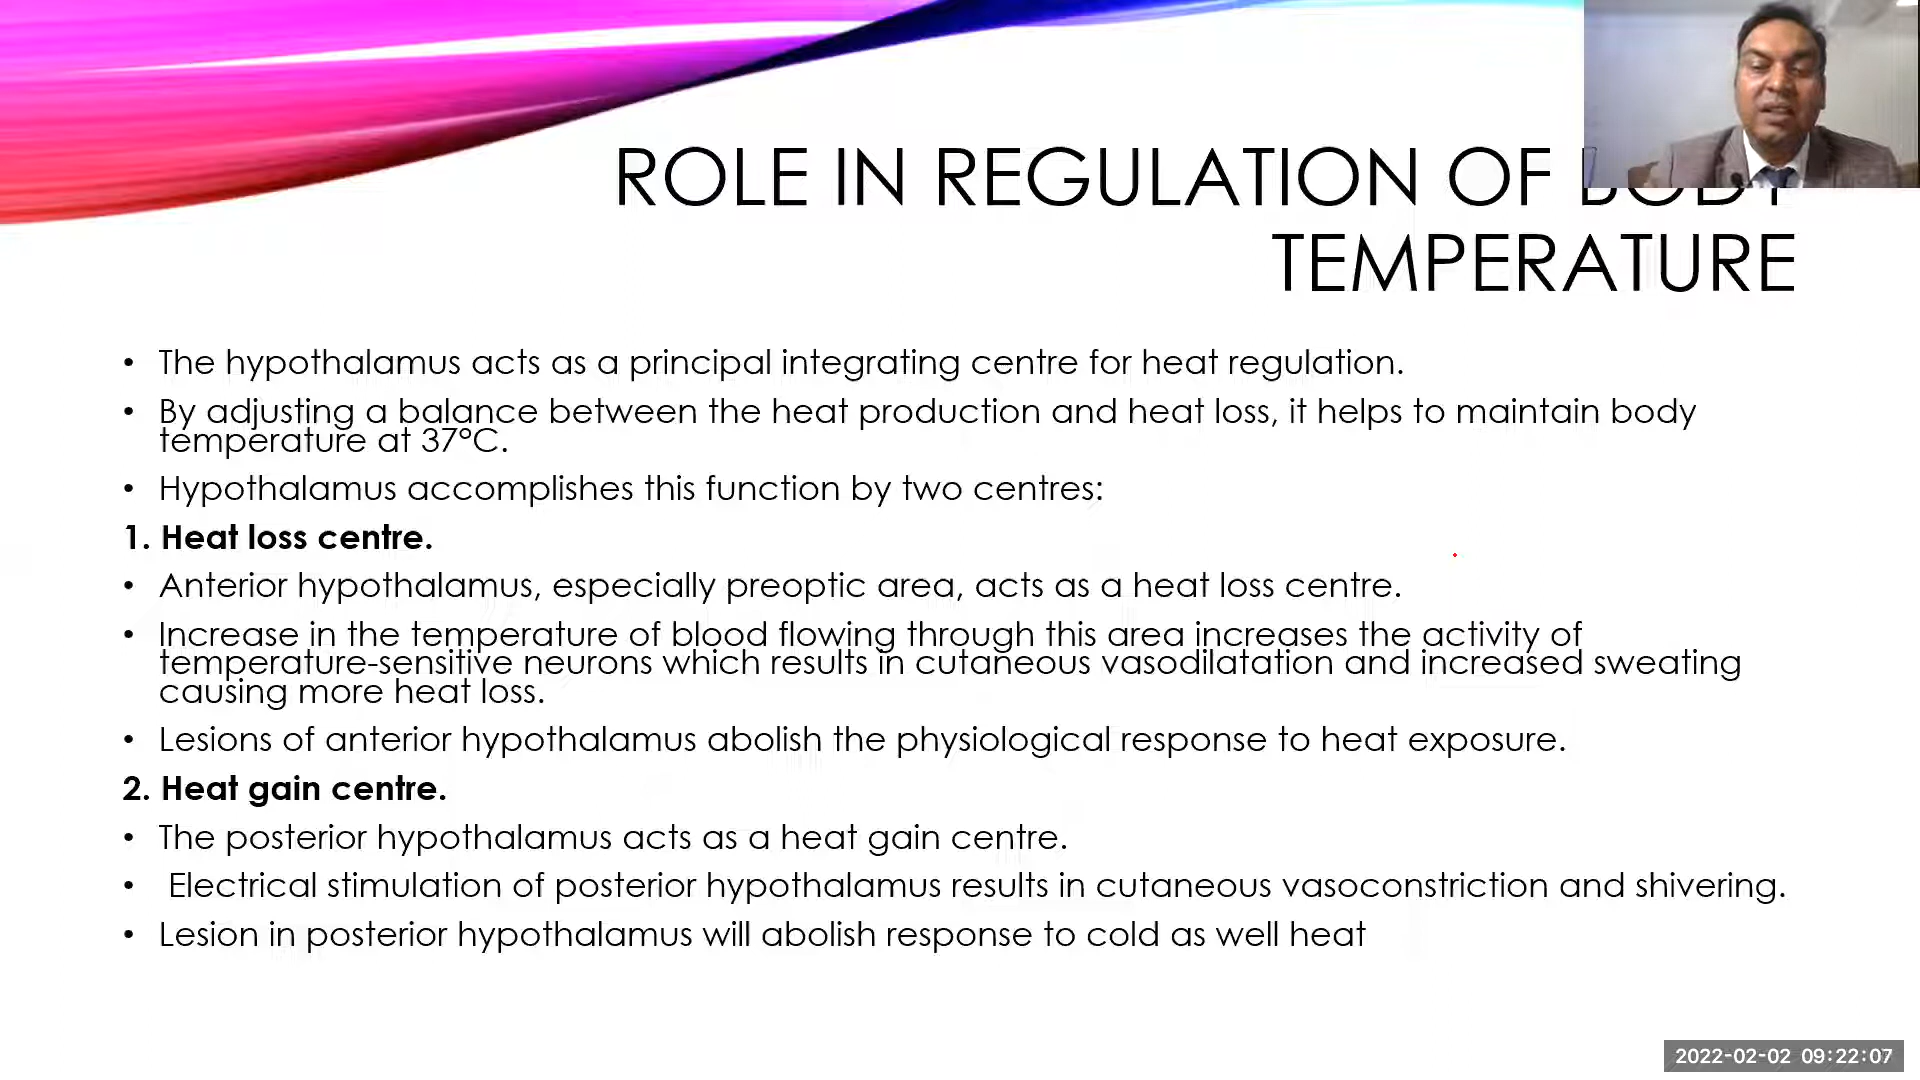 ROLE IN REGULATION OF BODY
TEMPERATURE
• The hypothalamus acts as a principal integrating centre for heat regulation.
• By adjusting a balance between the heat production and heat loss, it helps to maintain body
temperature at 37°C.
• Hypothalamus accomplishes this function by two centres:
1. Heat loss centre.
• Anterior hypothalamus, especially preoptic area, acts as a heat loss centre.
• Increase in the temperature of blood flowing through this area increases the activity of
temperature-sensitive neurons which results in cutaneous vasodilatation and increased sweating
causing more heat loss.
• Lesions of anterior hypothalamus abolish the physiological response to heat exposure.
2. Heat gain centre.
• The posterior hypothalamus acts as a heat gain centre.
• Electrical stimulation of posterior hypothalamus results in cutaneous vasoconstriction and shivering.
• Lesion in posterior hypothalamus will abolish response to cold as well heat
2022-02-02 09:22:07